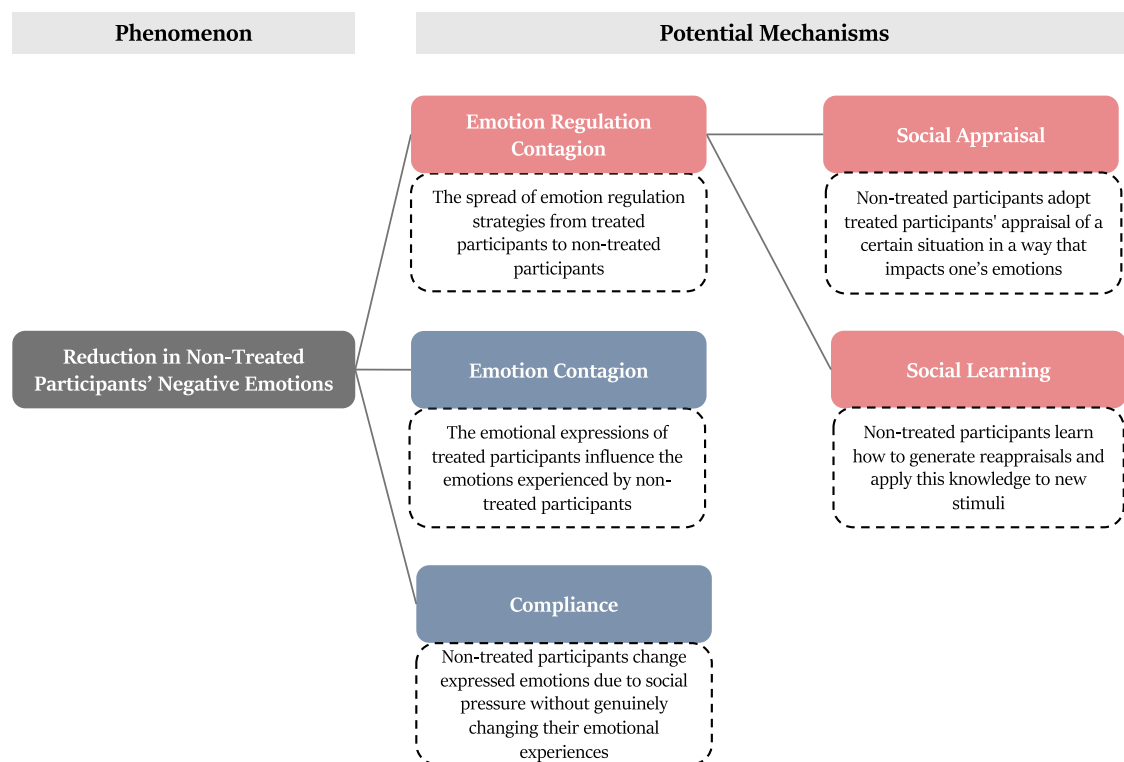 Phenomenon
Potential Mechanisms
Emotion Regulation
Contagion
The spread of emotion regulation
strategies from treated
participants to non-treated
participants
Social Appraisal
Non-treated participants adopt
treated participants' appraisal of a
certain situation in a way that
impacts one’s emotions
Reduction in Non-Treated
Participants’ Negative Emotions
Emotion Contagion
The emotional expressions of
treated participants influence the
emotions experienced by non-
treated participants
Social Learning
Non-treated participants learn
how to generate reappraisals and
apply this knowledge to new
stimuli
Compliance
Non-treated participants change
expressed emotions due to social
pressure without genuinely
changing their emotional
experiences